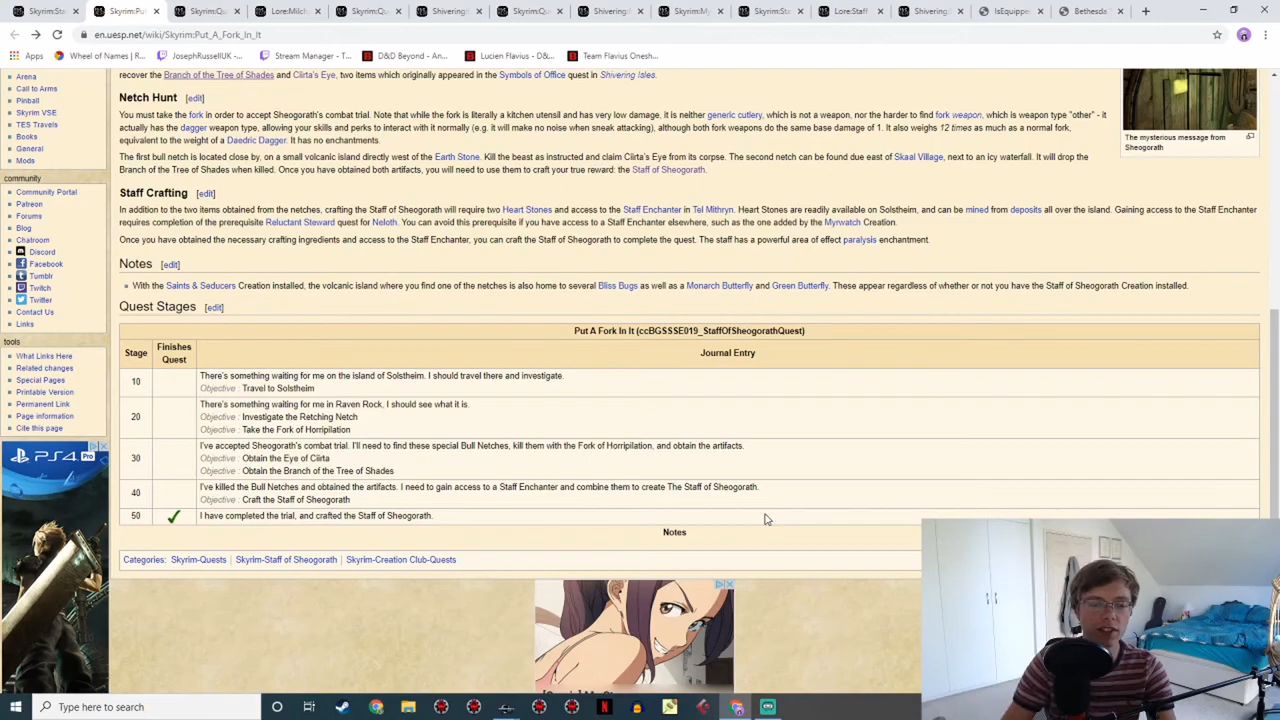 Skyrim:Sta
Skyrim:Put
Skyrim:Qu
Lore:Milch
Skyrim:Qu
Shivering:
Skyrim:Qu
Shivering:
Skyrim:My
Skyrim:Sta
Lore:Staff
Shivering:
IsEquippe
Bethesda
en.uesp.net/wiki/Skyrim:Put_A_Fork_In_It
Apps
Wheel of Names | R...
JosephRussellUK -...
Stream Manager - T...
D&D Beyond - An...
Lucien Flavius - D&...
Team Flavius Onesh...
Arena
Call to Arms
Pinball
Skyrim VSE
TES Travels
Books
General
Mods
community
Community Portal
Patreon
Forums
Blog
Chatroom
Discord
Facebook
Tumblr
Twitch
Twitter
Contact Us
Links
tools
What Links Here
Related changes
Special Pages
Printable Version
Permanent Link
Page information
Cite this page
PS4 Pro
recover the Branch of the Tree of Shades and Ciirta's Eye, two items which originally appeared in the Symbols of Office quest in Shivering Isles.
Netch Hunt [edit]
You must take the fork in order to accept Sheogorath's combat trial. Note that while the fork is literally a kitchen utensil and has very low damage, it is neither generic cutlery, which is not a weapon, nor the harder to find fork weapon, which is weapon type "other" - it
actually has the dagger weapon type, allowing your skills and perks to interact with it normally (e.g. it will make no noise when sneak attacking), although both fork weapons do the same base damage of 1. It also weighs 12 times as much as a normal fork,
equivalent to the weight of a Daedric Dagger. It has no enchantments.
The first bull netch is located close by, on a small volcanic island directly west of the Earth Stone. Kill the beast as instructed and claim Ciirta's Eye from its corpse. The second netch can be found due east of Skaal Village, next to an icy waterfall. It will drop the
Branch of the Tree of Shades when killed. Once you have obtained both artifacts, you will need to use them to craft your true reward: the Staff of Sheogorath.
The mysterious message from
Sheogorath
Staff Crafting [edit]
In addition to the two items obtained from the netches, crafting the Staff of Sheogorath will require two Heart Stones and access to the Staff Enchanter in Tel Mithryn. Heart Stones are readily available on Solstheim, and can be mined from deposits all over the island. Gaining access to the Staff Enchanter
requires completion of the prerequisite Reluctant Steward quest for Neloth. You can avoid this prerequisite if you have access to a Staff Enchanter elsewhere, such as the one added by the Myrwatch Creation.
Once you have obtained the necessary crafting ingredients and access to the Staff Enchanter, you can craft the Staff of Sheogorath to complete the quest. The staff has a powerful area of effect paralysis enchantment.
Notes [edit]
With the Saints & Seducers Creation installed, the volcanic island where you find one of the netches is also home to several Bliss Bugs as well as a Monarch Butterfly and Green Butterfly. These appear regardless of whether or not you have the Staff of Sheogorath Creation installed.
Quest Stages [edit]
Put A Fork In It (ccBGSSSE019_StaffOfSheogorathQuest)
Stage
Finishes
Quest
Journal Entry
10
There's something waiting for me on the island of Solstheim. I should travel there and investigate.
Objective : Travel to Solstheim
20
There's something waiting for me in Raven Rock, I should see what it is.
Objective : Investigate the Retching Netch
Objective : Take the Fork of Horripilation
30
I've accepted Sheogorath's combat trial. I'll need to find these special Bull Netches, kill them with the Fork of Horripilation, and obtain the artifacts.
Objective : Obtain the Eye of Ciirta
Objective : Obtain the Branch of the Tree of Shades
40
I've killed the Bull Netches and obtained the artifacts. I need to gain access to a Staff Enchanter and combine them to create The Staff of Sheogorath.
Objective : Craft the Staff of Sheogorath
50
I have completed the trial, and crafted the Staff of Sheogorath.
Notes
Categories: Skyrim-Quests | Skyrim-Staff of Sheogorath | Skyrim-Creation Club-Quests
Type here to search